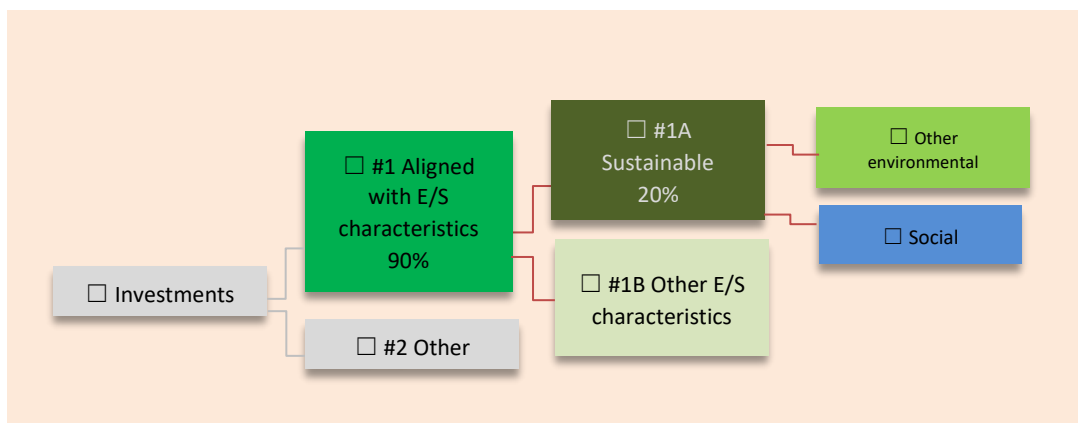 ☐ Investments
☐ #1 Aligned
with E/S
characteristics
90%
☐ #2 Other
☐ #1A
Sustainable
20%
☐ #1B Other E/S
characteristics
☐ Other
environmental
☐ Social